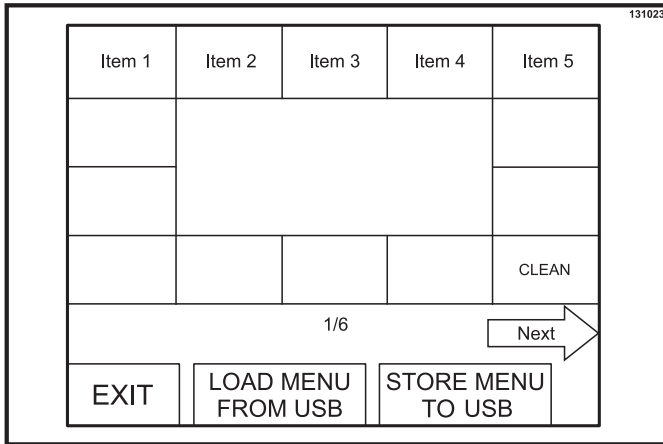 131023
Item 1
Item 2
Item 3
Item 4
Item 5
CLEAN
1/6
Next
EXIT
LOAD MENU
FROM USB
STORE MENU
TO USB